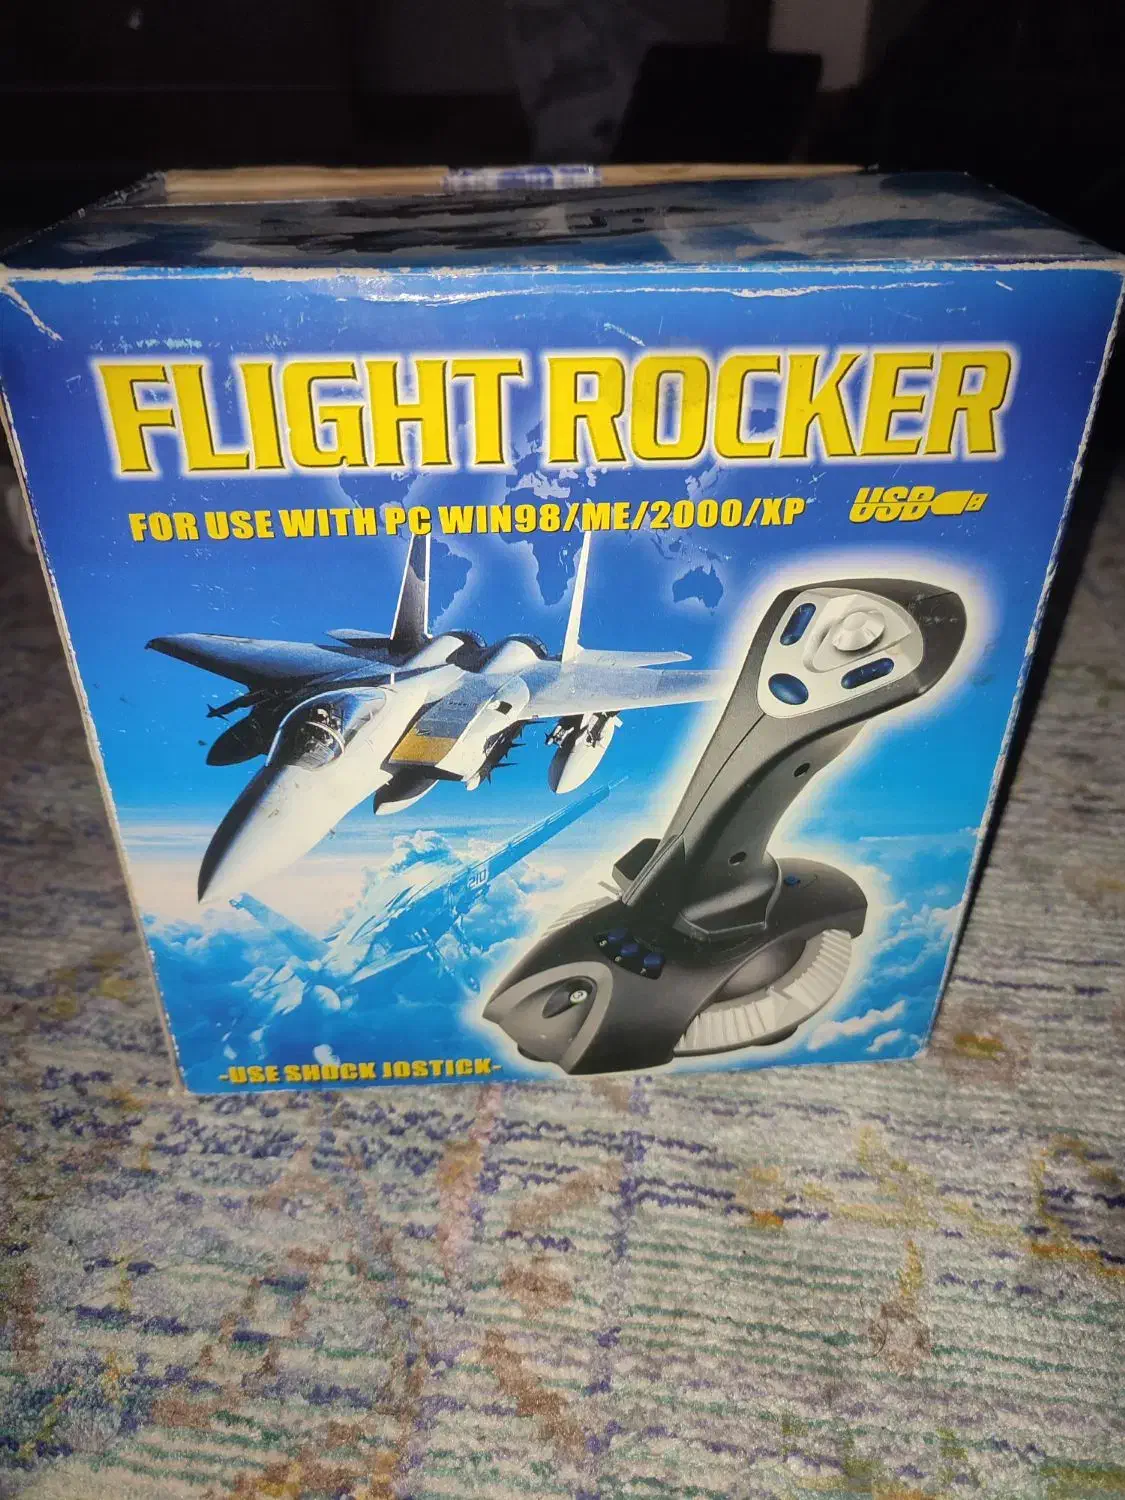 FLIGHT ROCKER
FOR USE WITH PC WIN98/ME/2000/XP
USB
-USE SHOCK JOSTICK-